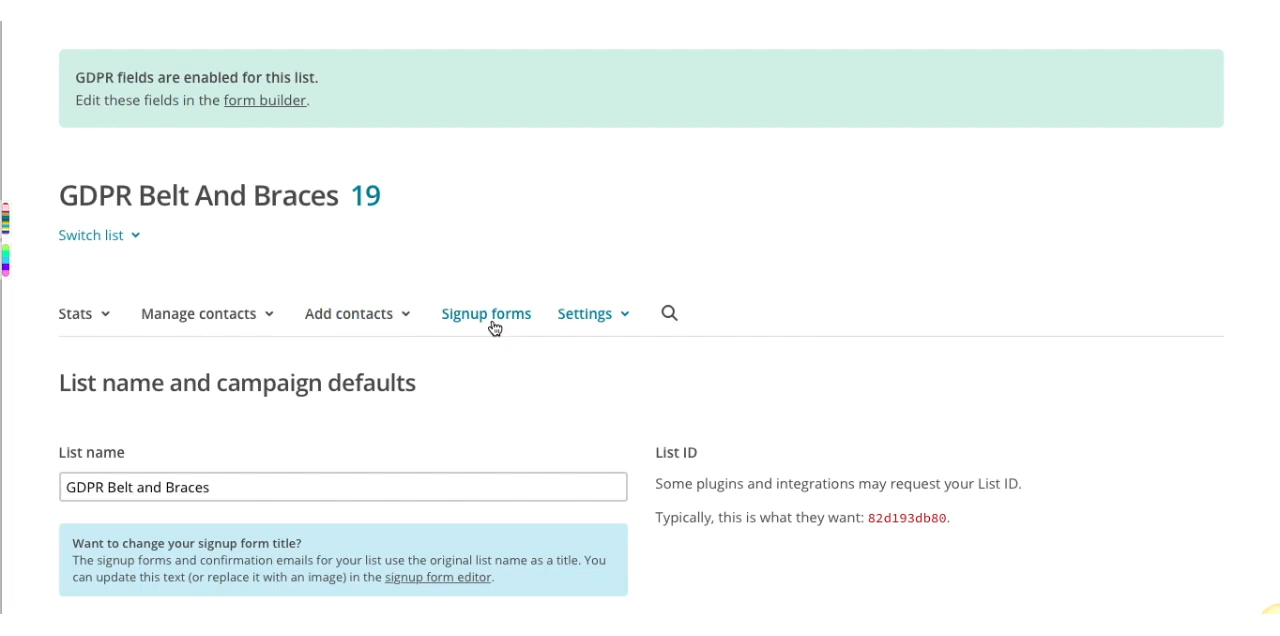 GDPR fields are enabled for this list.
Edit these fields in the form builder.
GDPR Belt And Braces 19
Switch list
Stats Manage contacts Add contacts Signup forms Settings
List name and campaign defaults
List name
GDPR Belt and Braces
Want to change your signup form title?
The signup forms and confirmation emails for your list use the original list name as a title. You
can update this text (or replace it with an image) in the signup form editor.
List ID
Some plugins and integrations may request your List ID.
Typically, this is what they want: 82d193db80.